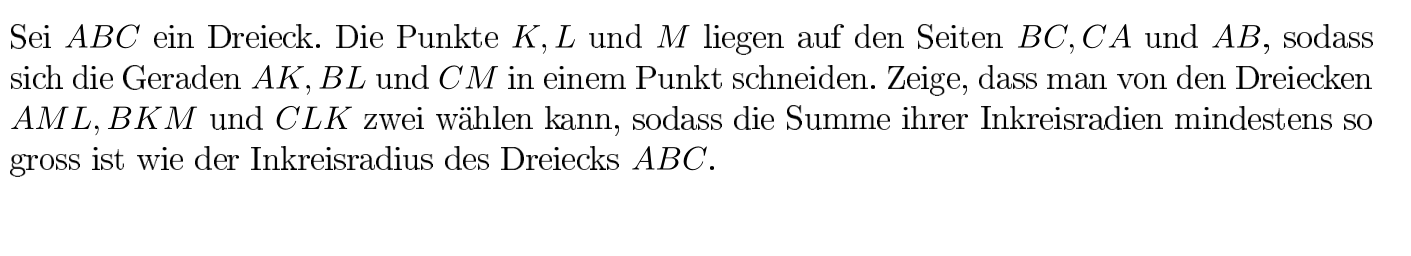 Sei ABC ein Dreieck. Die Punkte K, L und M liegen auf den Seiten BC, CA und AB, sodass
sich die Geraden AK, BL und CM in einem Punkt schneiden. Zeige, dass man von den Dreiecken
AML, BKM und CLK zwei wählen kann, sodass die Summe ihrer Inkreisradien mindestens so
gross ist wie der Inkreisradius des Dreiecks ABC.